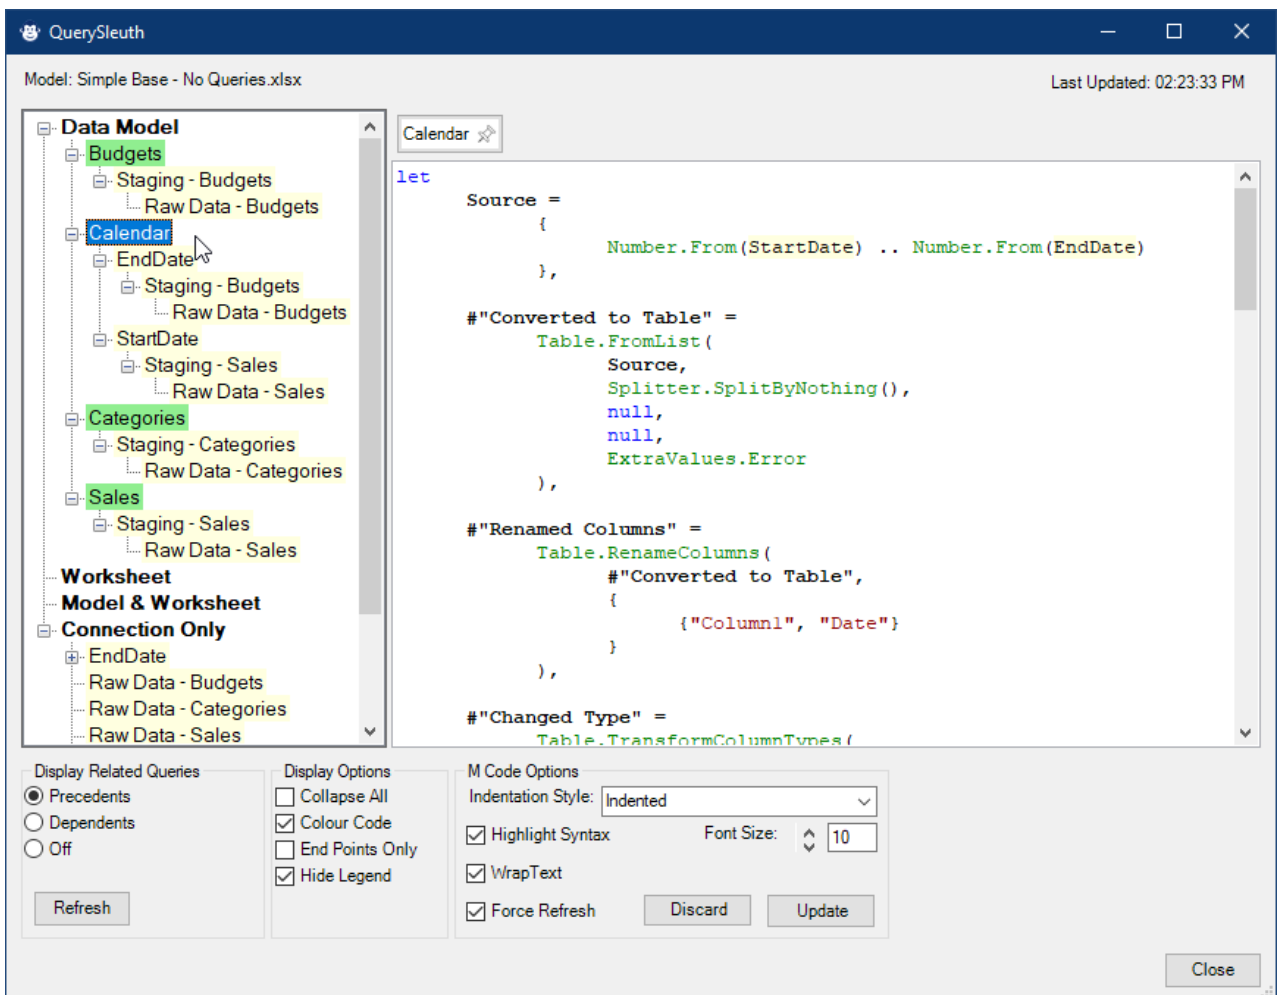 QuerySleuth
Model: Simple Base - No Queries.xlsx
Last Updated: 02:23:33 PM
Data Model
Budgets
Staging - Budgets
Raw Data - Budgets
Calendar
EndDate
Staging - Budgets
Raw Data - Budgets
StartDate
Staging - Sales
Raw Data - Sales
Categories
Staging - Categories
Raw Data - Categories
Sales
Staging - Sales
Raw Data - Sales
Worksheet
Model & Worksheet
Connection Only
EndDate
Raw Data - Budgets
Raw Data - Categories
Raw Data - Sales
Calendar
let
Source =
{
Number.From(StartDate) .. Number.From(EndDate)
},
#"Converted to Table" =
Table.FromList(
Source,
Splitter.SplitByNothing(),
null,
null,
ExtraValues.Error
),
#"Renamed Columns" =
Table.RenameColumns(
#"Converted to Table",
{
{"Column1", "Date"}
}
),
#"Changed Type" =
Table.TransformColumnTypes(
Display Related Queries
Precedents
Dependents
Off
Refresh
Display Options
Collapse All
Colour Code
End Points Only
Hide Legend
M Code Options
Indentation Style: Indented
Highlight Syntax
Font Size: 10
WrapText
Force Refresh
Discard
Update
Close